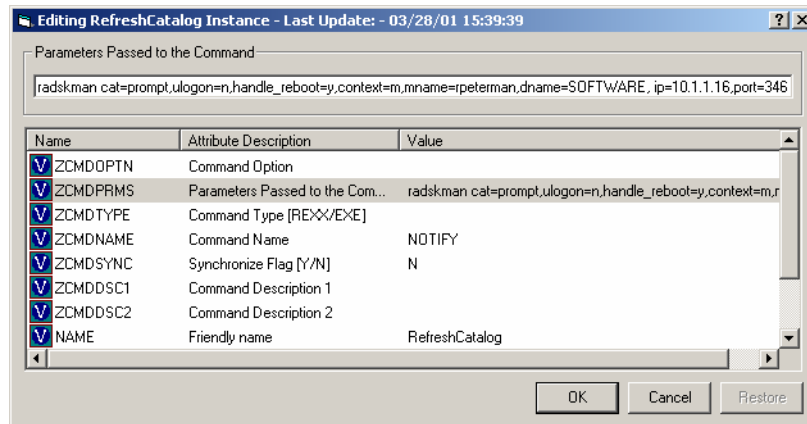 Editing RefreshCatalog Instance - Last Update: - 03/28/01 15:39:39
Parameters Passed to the Command
radskman cat=prompt,ulogon=n,handle_reboot=y,context=m,mname=rpeterman,dname=SOFTWARE, ip=10.1.1.16,port=346
Name Attribute Description Value
V ZCMDOPTN Command Option
V ZCMDPRMS Parameters Passed to the Com... radskman cat=prompt,ulogon=n,handle_reboot=y,context=m,r
V ZCMDTYPE Command Type [REXX/EXE]
V ZCMDNAME Command Name NOTIFY
V ZCMDSYNC Synchronize Flag [Y/N] N
V ZCMDDSC1 Command Description 1
V ZCMDDSC2 Command Description 2
V NAME Friendly name RefreshCatalog
OK Cancel Restore